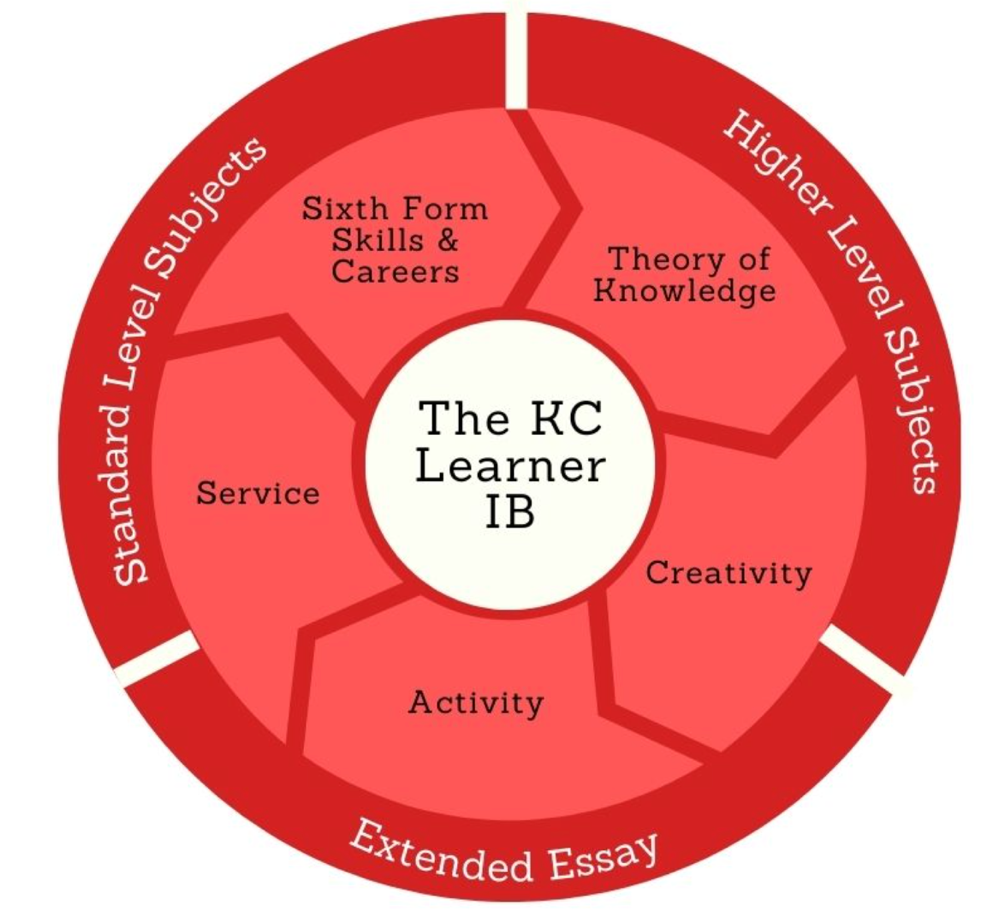 Standard Level Subjects
Higher Level Subjects
Sixth Form
Skills &
Careers
Theory of
Knowledge
The KC
Learner
IB
Service
Creativity
Activity
Extended Essay